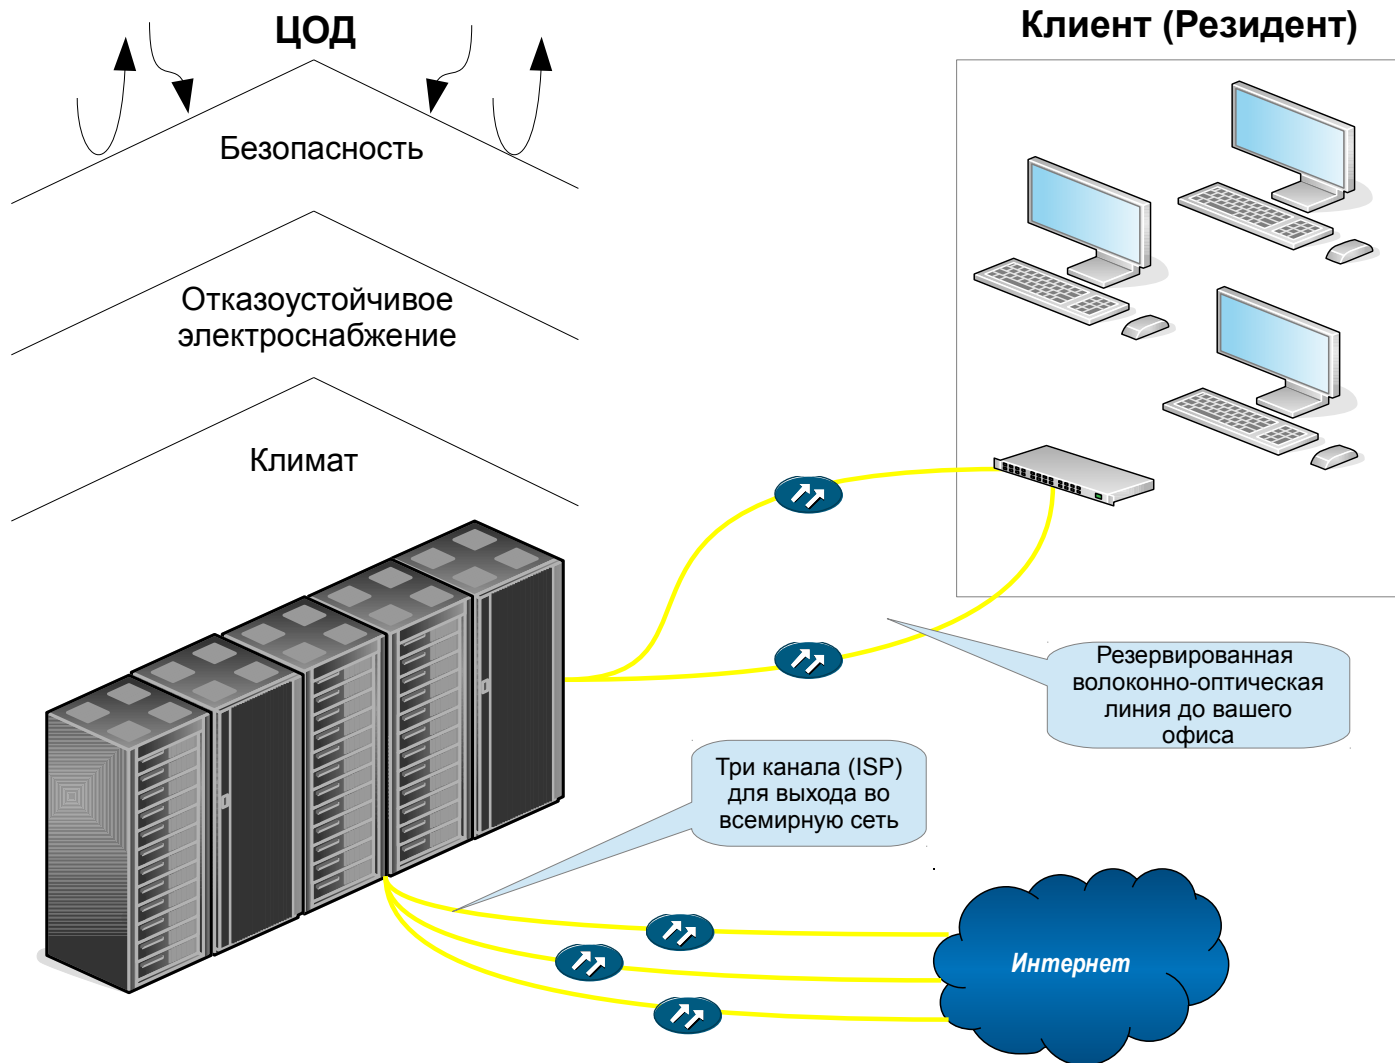 ЦОД
Клиент (Резидент)
Безопасность
Отказоустойчивое
электроснабжение
Климат
Резервированная
волоконно-оптическая
линия до вашего
офиса
Три канала (ISP)
для выхода во
всемирную сеть
Интернет